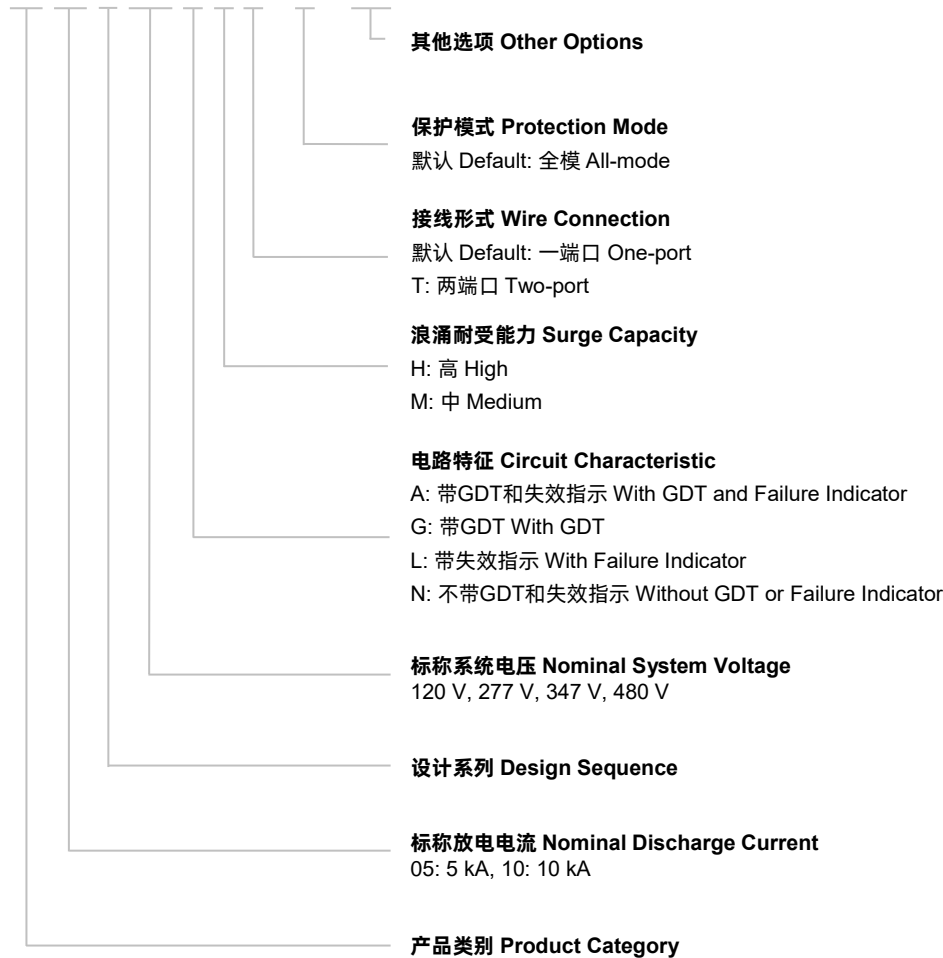 其他选项 Other Options
保护模式 Protection Mode
默认 Default: 全模 All-mode
接线形式 Wire Connection
默认 Default: 一端口 One-port
T: 两端口 Two-port
浪涌耐受能力 Surge Capacity
H: 高 High
M: 中 Medium
电路特征 Circuit Characteristic
A: 带GDT和失效指示 With GDT and Failure Indicator
G: 带GDT With GDT
L: 带失效指示 With Failure Indicator
N: 不带GDT和失效指示 Without GDT or Failure Indicator
标称系统电压 Nominal System Voltage
120 V, 277 V, 347 V, 480 V
设计系列 Design Sequence
标称放电电流 Nominal Discharge Current
05: 5 kA, 10: 10 kA
产品类别 Product Category